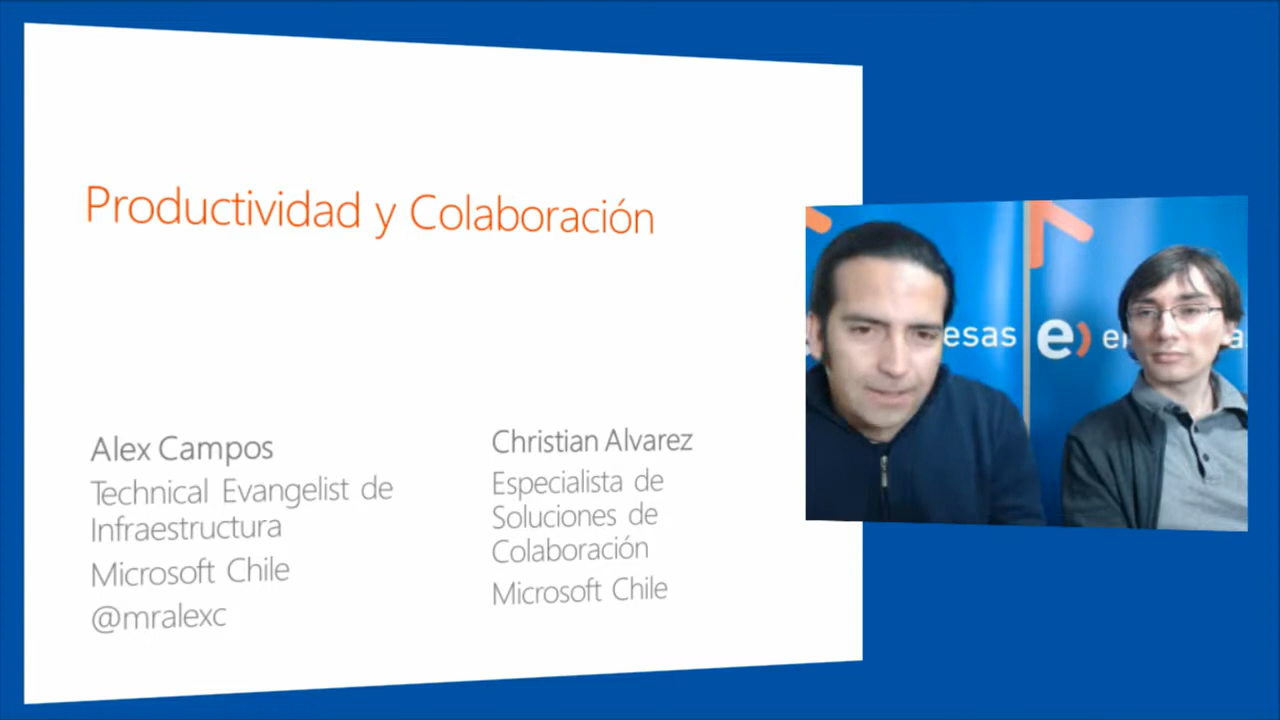 Productividad y Colaboración
Alex Campos
Technical Evangelist de
Infraestructura
Microsoft Chile
@mralexc
Christian Alvarez
Especialista de
Soluciones de
Colaboración
Microsoft Chile
esas
e)